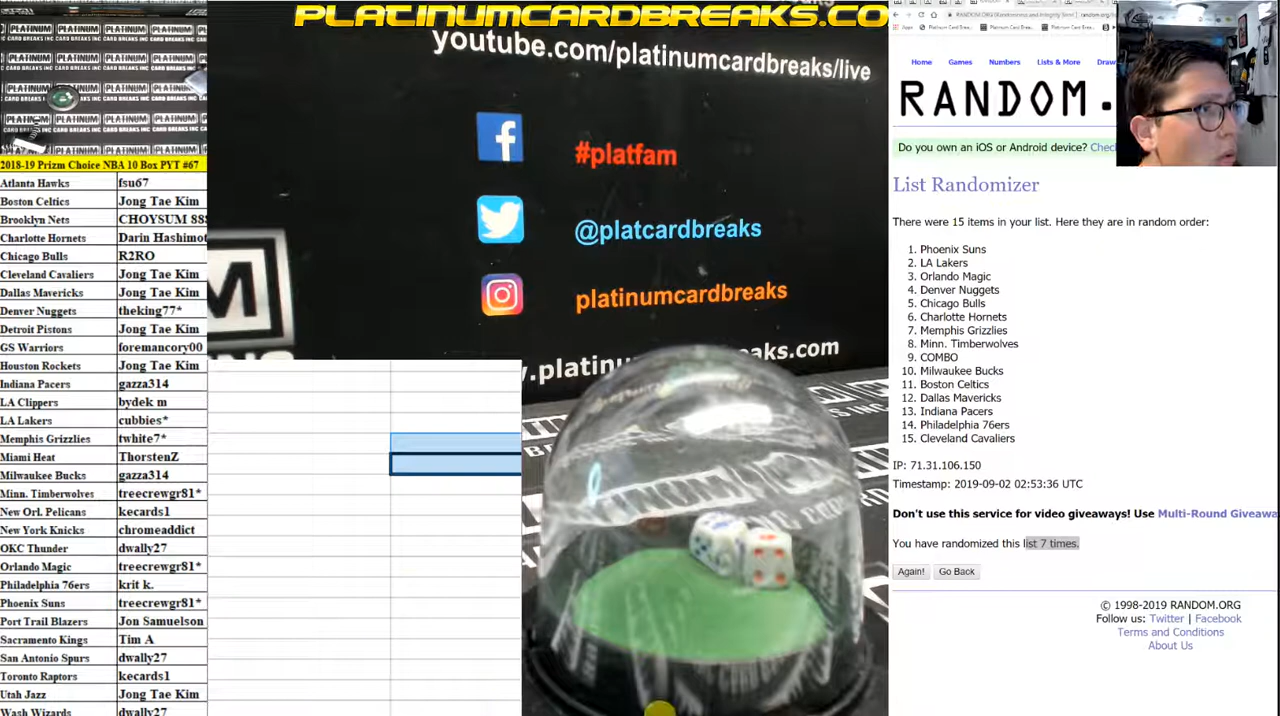 PLATINUMCARDBREAKS.CO
youtube.com/platinumcardbreaks/live
#platfam
@platcardbreaks
platinumcardbreaks
www.platinu
breaks.com
2018-19 Prizm Choice NBA 10 Box PYT #67
Atlanta Hawks fsu67
Boston Celtics Jong Tae Kim
Brooklyn Nets CHOYSUM 888
Charlotte Hornets Darin Hashimot
Chicago Bulls R2RO
Cleveland Cavaliers Jong Tae Kim
Dallas Mavericks Jong Tae Kim
Denver Nuggets theking77*
Detroit Pistons Jong Tae Kim
GS Warriors foremancory00
Houston Rockets Jong Tae Kim
Indiana Pacers gazza314
LA Clippers bydek m
LA Lakers cubbies*
Memphis Grizzlies twhite7*
Miami Heat ThorstenZ
Milwaukee Bucks gazza314
Minn. Timberwolves treecrewgr81*
New Orl. Pelicans kecards1
New York Knicks chromeaddict
OKC Thunder dwally27
Orlando Magic treecrewgr81*
Philadelphia 76ers krit k.
Phoenix Suns treecrewgr81*
Port Trail Blazers Jon Samuelson
Sacramento Kings Tim A
San Antonio Spurs dwally27
Toronto Raptors kecards1
Utah Jazz Jong Tae Kim
Wash Wizards dwally27
Home Games Numbers Lists & More Draw
RANDOM.
Do you own an iOS or Android device? Chec
List Randomizer
There were 15 items in your list. Here they are in random order:
1. Phoenix Suns
2. LA Lakers
3. Orlando Magic
4. Denver Nuggets
5. Chicago Bulls
6. Charlotte Hornets
7. Memphis Grizzlies
8. Minn. Timberwolves
9. COMBO
10. Milwaukee Bucks
11. Boston Celtics
12. Dallas Mavericks
13. Indiana Pacers
14. Philadelphia 76ers
15. Cleveland Cavaliers
IP: 71.31.106.150
Timestamp: 2019-09-02 02:53:36 UTC
Don't use this service for video giveaways! Use Multi-Round Giveawa
You have randomized this list 7 times.
Again! Go Back
© 1998-2019 RANDOM.ORG
Follow us: Twitter | Facebook
Terms and Conditions
About Us